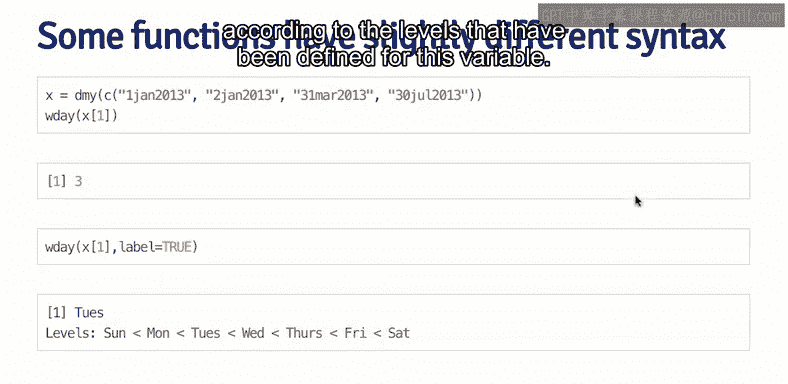 Some functions have slightly different syntax
according to the levels that have
been defined for this variable.
x = dmy(c("1jan2013", "2jan2013", "31mar2013", "30jul2013"))
wday(x[1])
[1] 3
wday(x[1],label=TRUE)
[1] Tues
Levels: Sun < Mon < Tues < Wed < Thurs < Fri < Sat